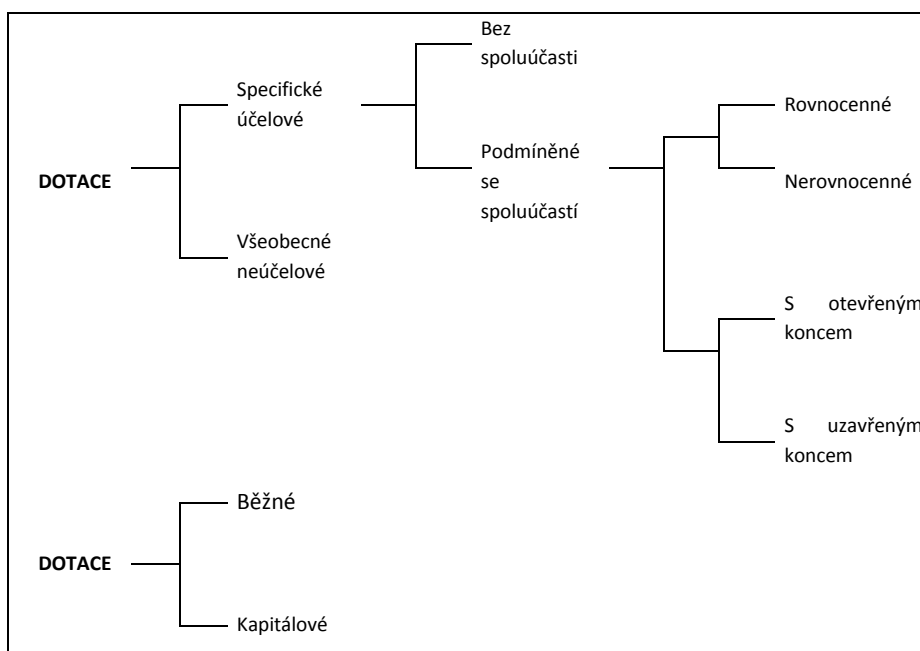 Bez
spoluúčasti
Specifické
účelové
Rovnocenné
Podmíněné
se
spoluúčastí
DOTACE
Nerovnocenné
Všeobecné
neúčelové
S otevřeným
koncem
S uzavřeným
koncem
Běžné
DOTACE
Kapitálové